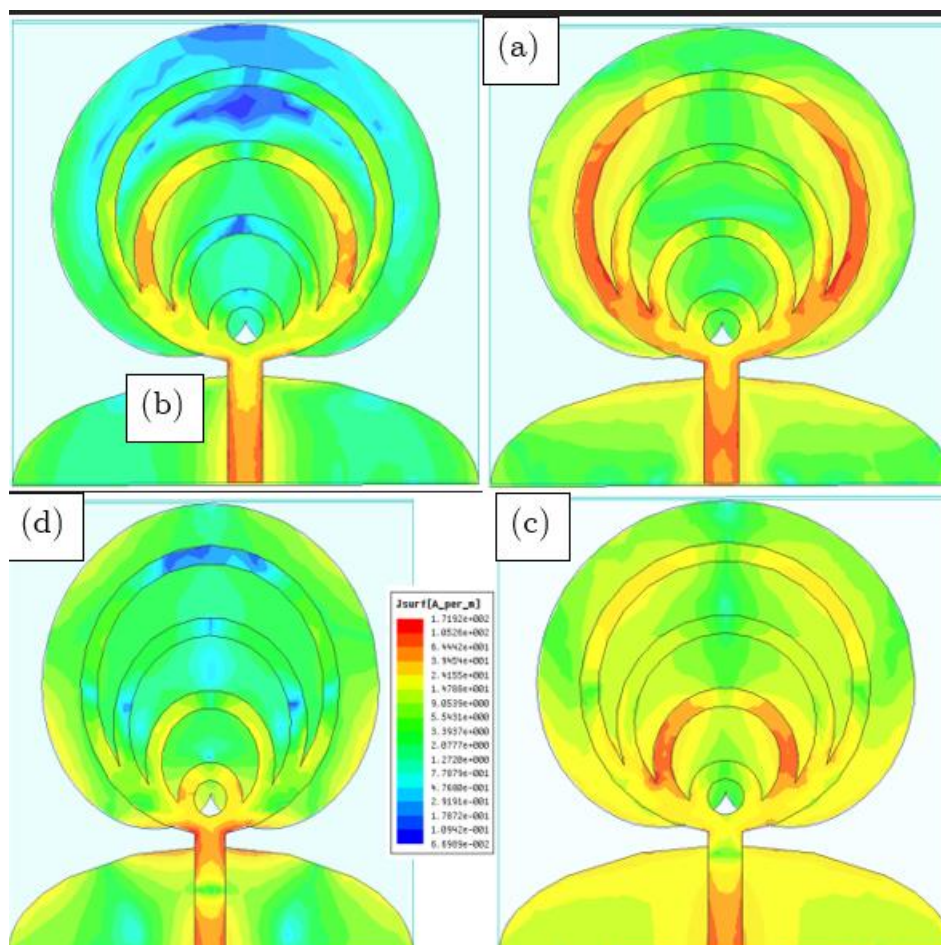 (a)
(b)
(d)
(c)
Jsurf[A_per_m]
1.7192e+002
1.0526e+002
6.4442e+001
3.9454e+001
2.4155e+001
1.4788e+001
9.0539e+000
5.5431e+000
3.3937e+000
2.0777e+000
1.2720e+000
7.7879e-001
4.7680e-001
2.9191e-001
1.7872e-001
1.0942e-001
6.6989e-002